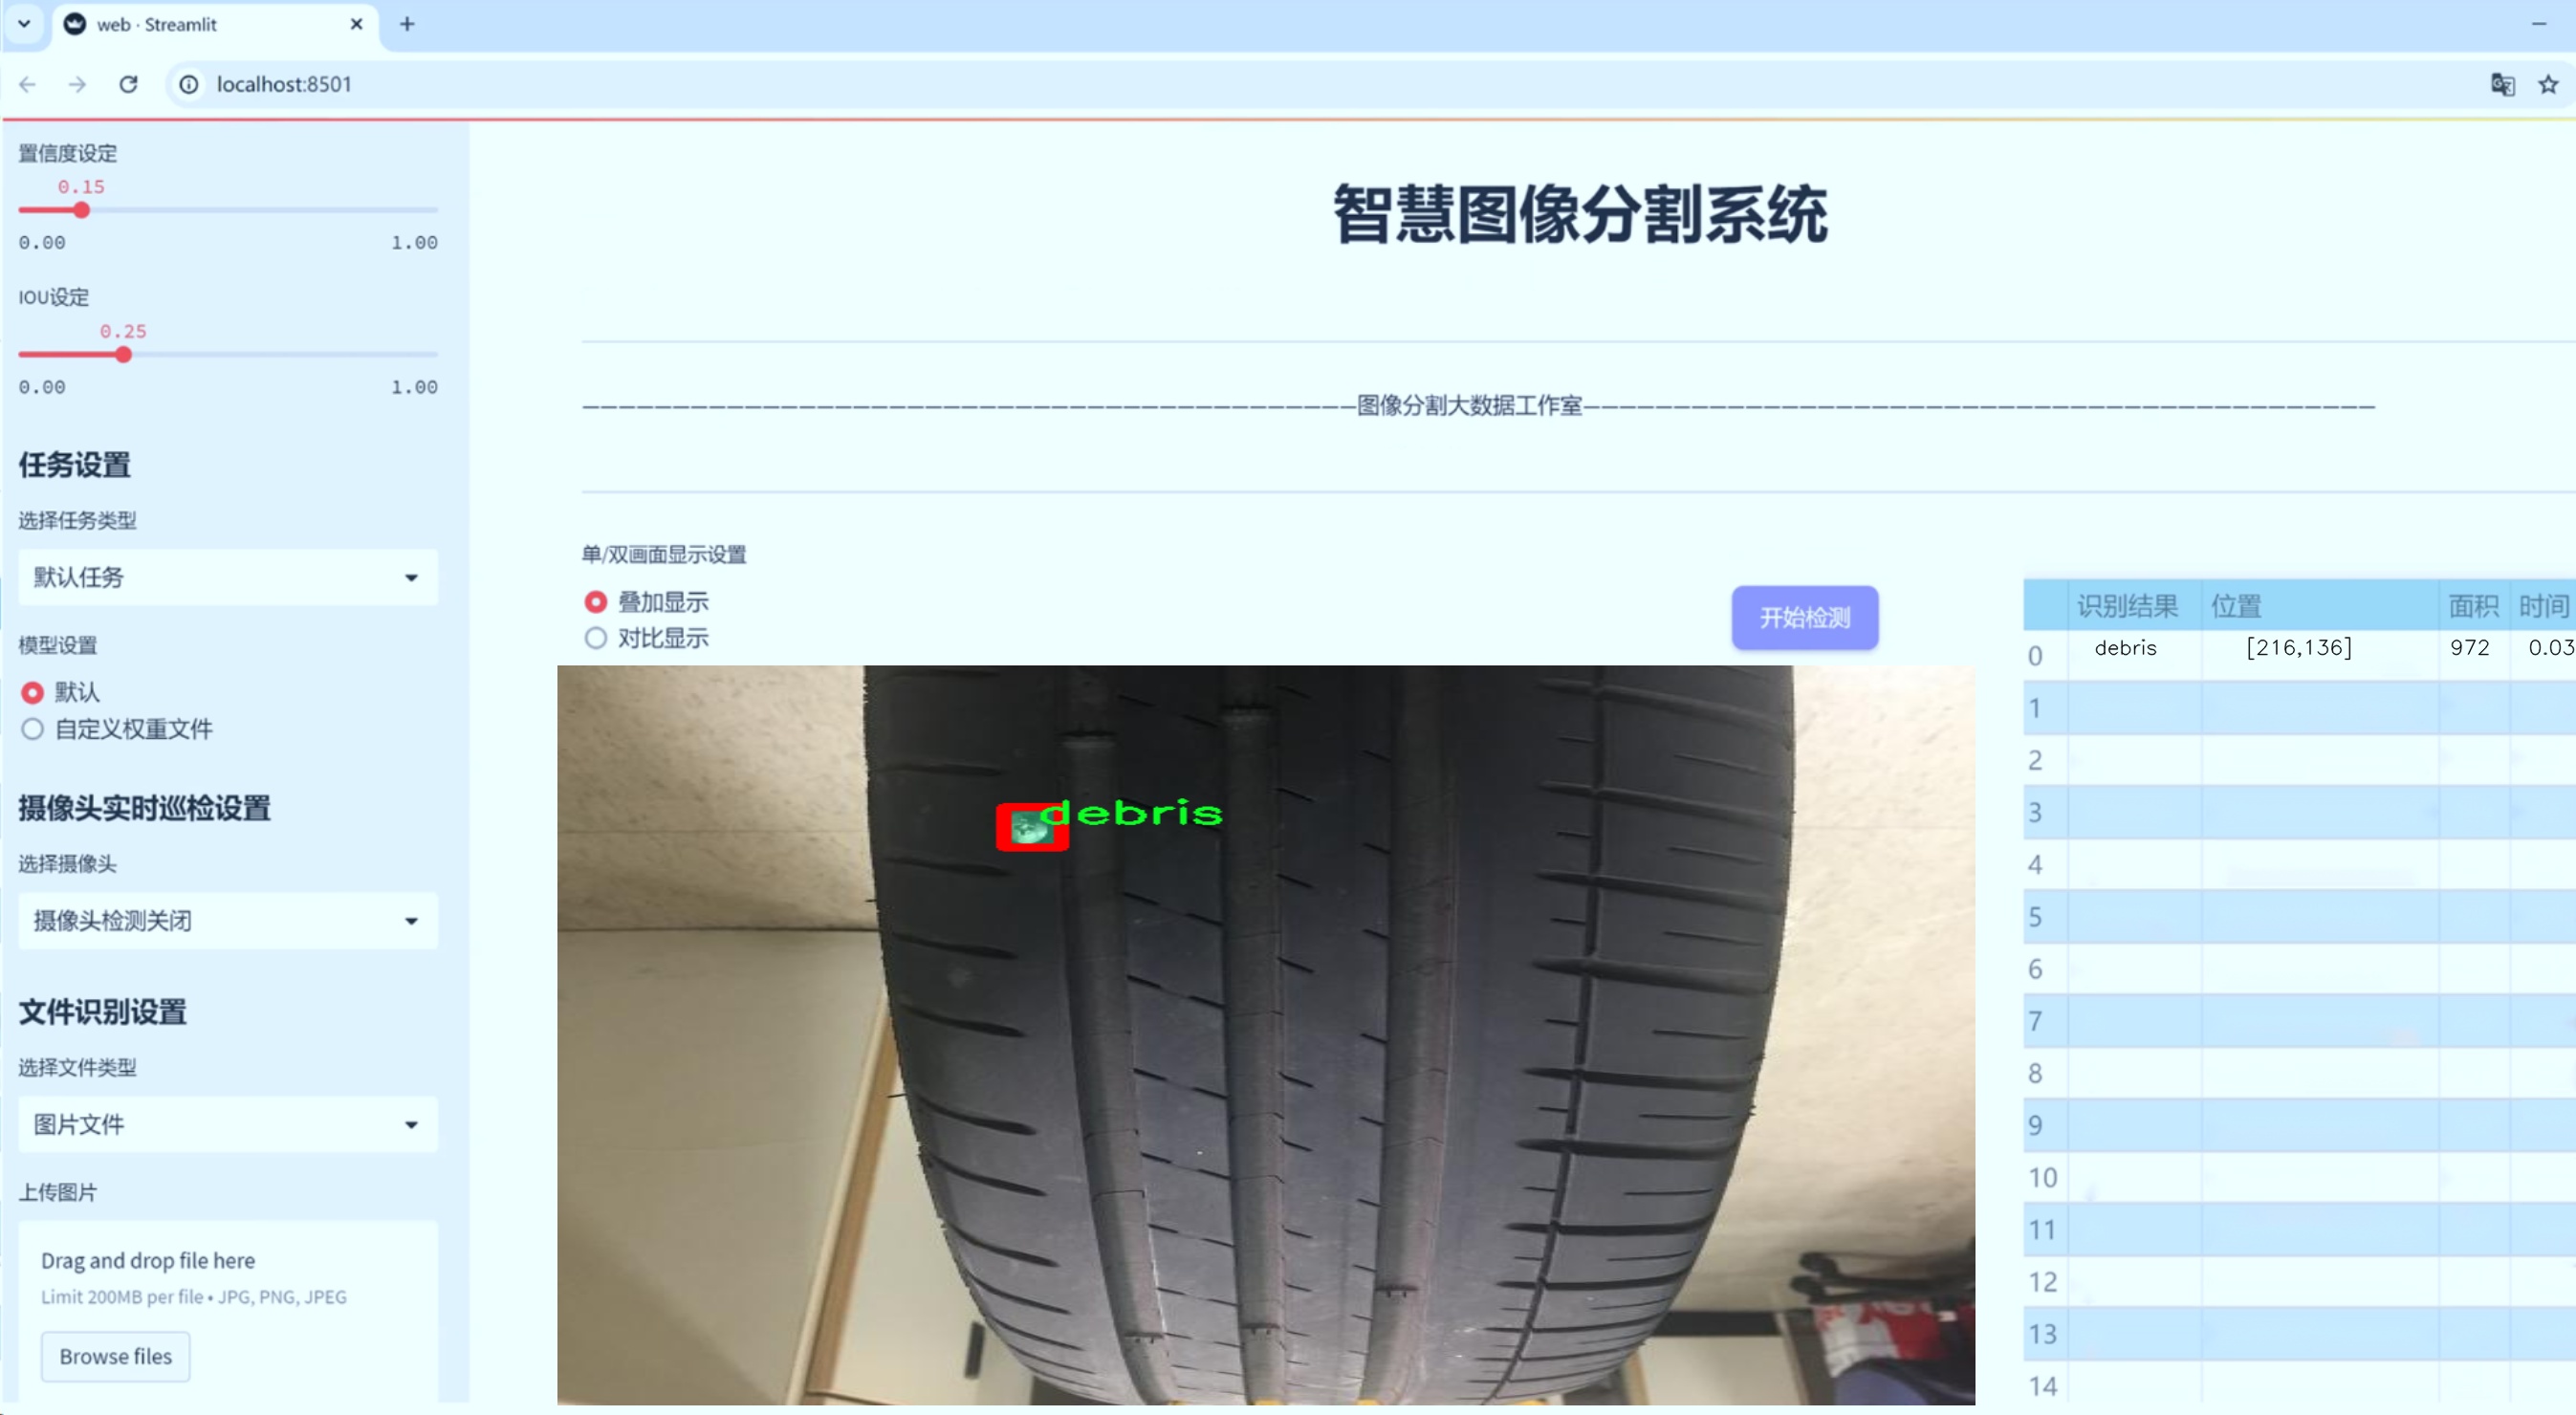 web · Streamlit
localhost:8501
置信度设定
0.15
0.00 1.00
IOU设定
0.25
0.00 1.00
任务设置
选择任务类型
默认任务
模型设置
默认
自定义权重文件
摄像头实时巡检设置
选择摄像头
摄像头检测关闭
文件识别设置
选择文件类型
图片文件
上传图片
Drag and drop file here
Limit 200MB per file • JPG, PNG, JPEG
Browse files
智慧图像分割系统
图像分割大数据工作室
单/双画面显示设置
叠加显示
对比显示
开始检测
debris
识别结果 位置 面积 时间
0 debris [216,136] 972 0.03
1
2
3
4
5
6
7
8
9
10
11
12
13
14